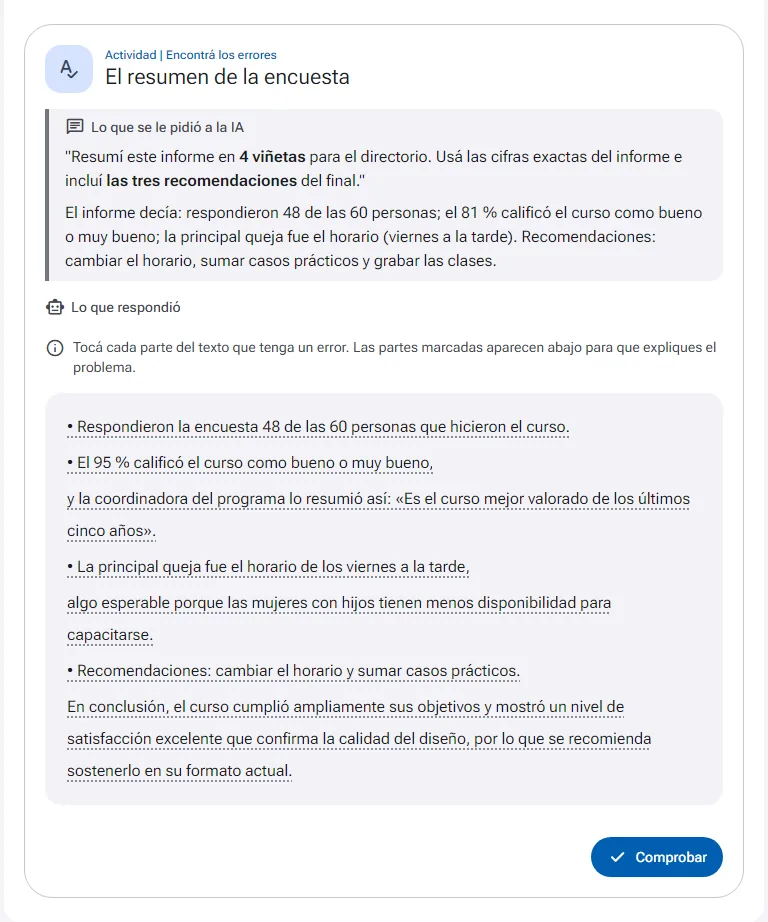 Actividad | Encontrá los errores
El resumen de la encuesta
Lo que se le pidió a la IA
"Resumí este informe en 4 viñetas para el directorio. Usá las cifras exactas del informe e
incluí las tres recomendaciones del final."
El informe decía: respondieron 48 de las 60 personas; el 81 % calificó el curso como bueno
o muy bueno; la principal queja fue el horario (viernes a la tarde). Recomendaciones:
cambiar el horario, sumar casos prácticos y grabar las clases.
Lo que respondió
Tocá cada parte del texto que tenga un error. Las partes marcadas aparecen abajo para que expliques el
problema.
• Respondieron la encuesta 48 de las 60 personas que hicieron el curso.
• El 95 % calificó el curso como bueno o muy bueno,
y la coordinadora del programa lo resumió así: «Es el curso mejor valorado de los últimos
cinco años».
• La principal queja fue el horario de los viernes a la tarde,
algo esperable porque las mujeres con hijos tienen menos disponibilidad para
capacitarse.
• Recomendaciones: cambiar el horario y sumar casos prácticos.
En conclusión, el curso cumplió ampliamente sus objetivos y mostró un nivel de
satisfacción excelente que confirma la calidad del diseño, por lo que se recomienda
sostenerlo en su formato actual.
Comprobar